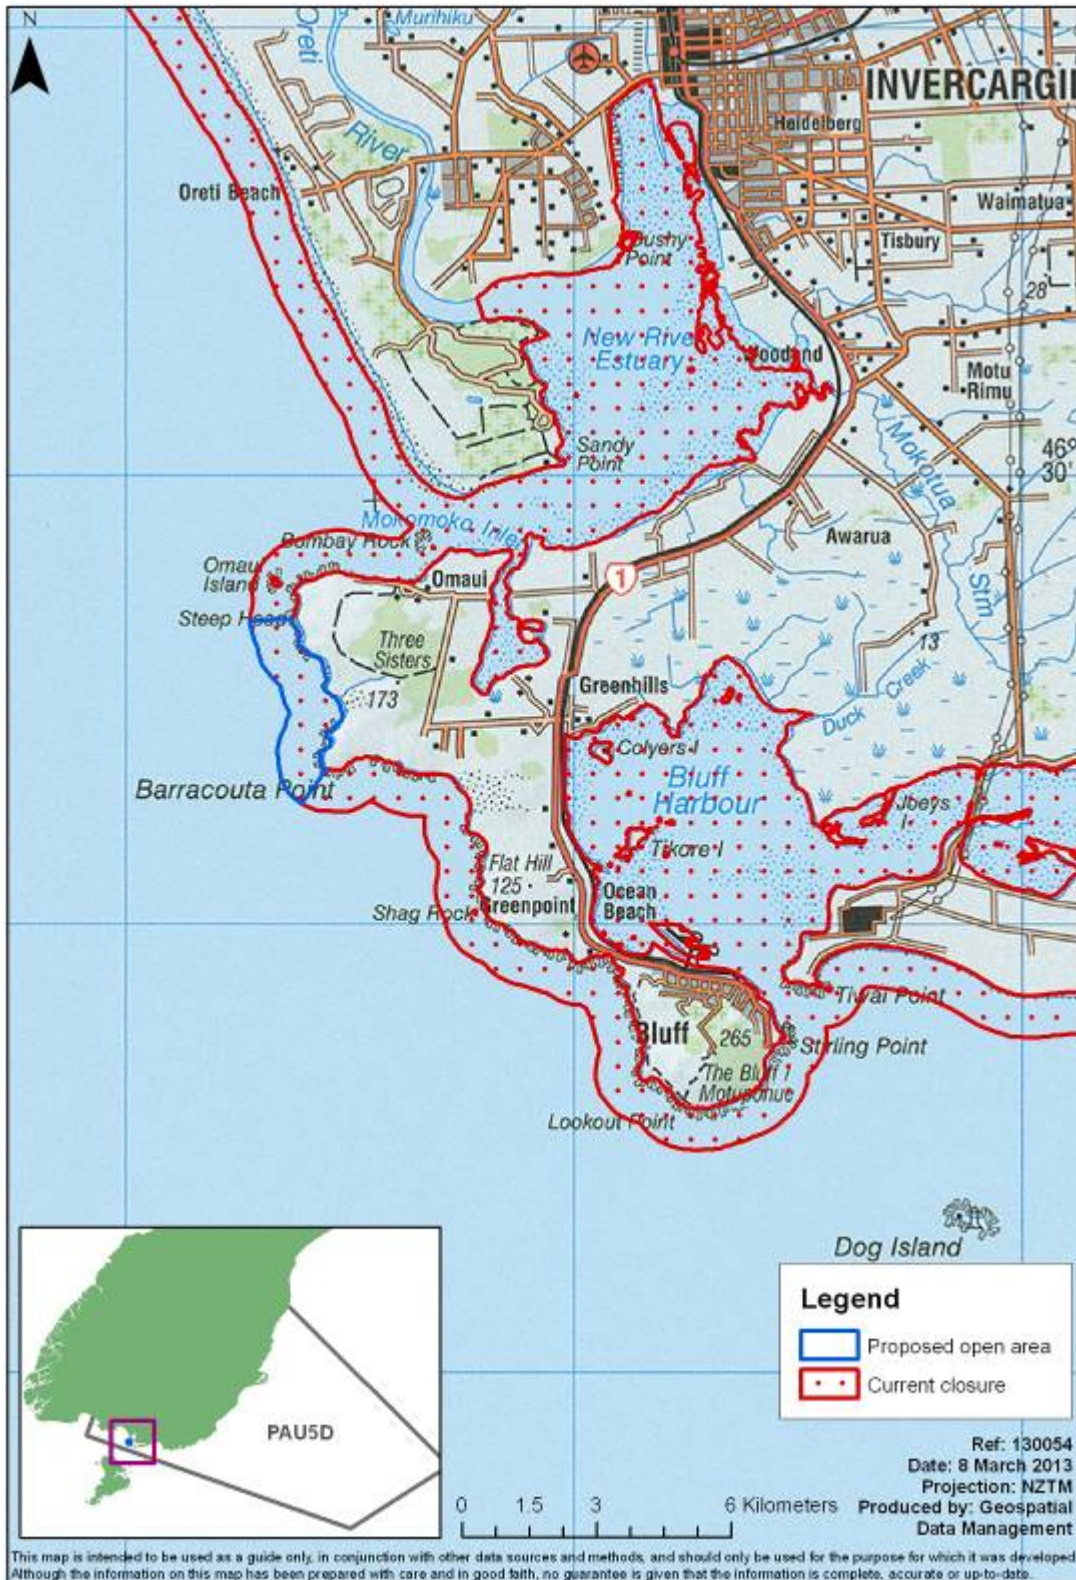 N
Murihiku
Oreti
River
INVERCARGIL
Heidelberg
Oreti Beach
Waimatua
Tisbury
Bushy
Point
28
New River
Estuary
Woodend
Motu
Rimu
Sandy
Point
46°
30'
Mokotua
Stm
Mokomoko Inlet
Bombay Rock
Awarua
Omaui
Island
Omaui
1
Steep Head
Three
Sisters
13
173
Greenhills
Duck Creek
Colyers I
Bluff
Harbour
Barracouta Point
Joeys
I
Tikore I
Flat Hill
125
Greenpoint
Ocean
Beach
Shag Rock
Tiwai Point
Bluff
265
Stirling Point
The Bluff /
Motupohue
Lookout Point
Dog Island
Legend
Proposed open area
Current closure
PAU5D
Ref: 130054
Date: 8 March 2013
Projection: NZTM
Produced by: Geospatial
Data Management
0 1.5 3 6 Kilometers
This map is intended to be used as a guide only, in conjunction with other data sources and methods, and should only be used for the purpose for which it was developed
Although the information on this map has been prepared with care and in good faith, no guarantee is given that the information is complete, accurate or up-to-date.